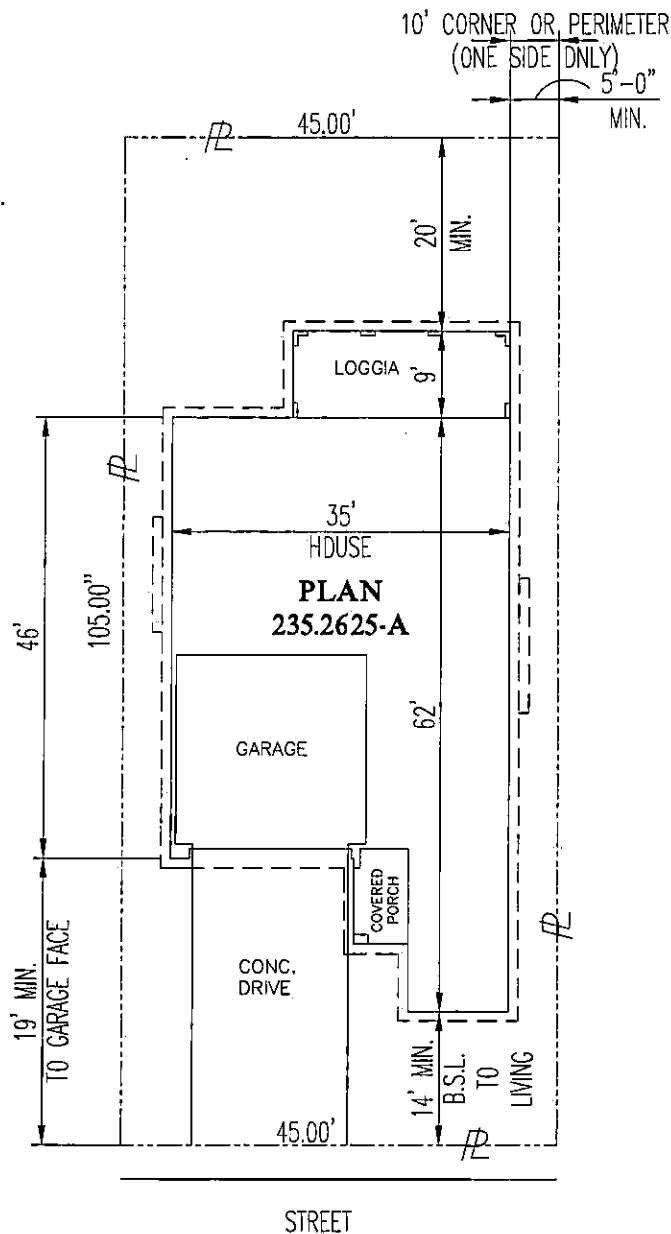 10' CORNER OR PERIMETER
(ONE SIDE ONLY)
5'-0"
MIN.
PL
45.00'
20'
MIN.
LOGGIA
9'
PL
35'
HOUSE
PLAN
235.2625-A
46'
105.00"
62'
GARAGE
COVERED
PORCH
CONC.
DRIVE
PL
19' MIN.
TO GARAGE FACE
14' MIN.
B.S.L.
TO
LIVING
45.00'
PL
STREET